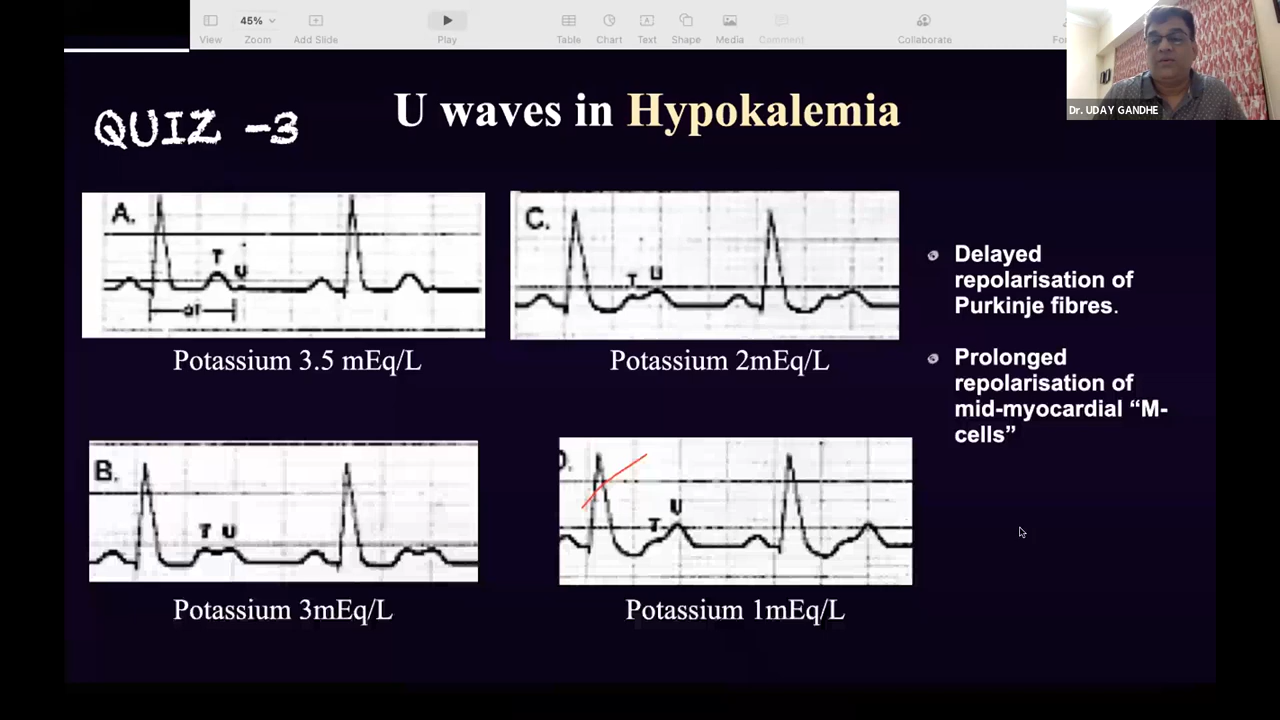 45%
View
Zoom
Add Slide
Play
Table
Chart
Text
Shape
Media
Comment
Collaborate
Dr. UDAY GANDHE
QUIZ -3
U waves in Hypokalemia
A.
T
U
Potassium 3.5 mEq/L
C.
T
U
Potassium 2mEq/L
B.
T U
Potassium 3mEq/L
U
T
Potassium 1mEq/L
Delayed
repolarisation of
Purkinje fibres.
Prolonged
repolarisation of
mid-myocardial “M-
cells”